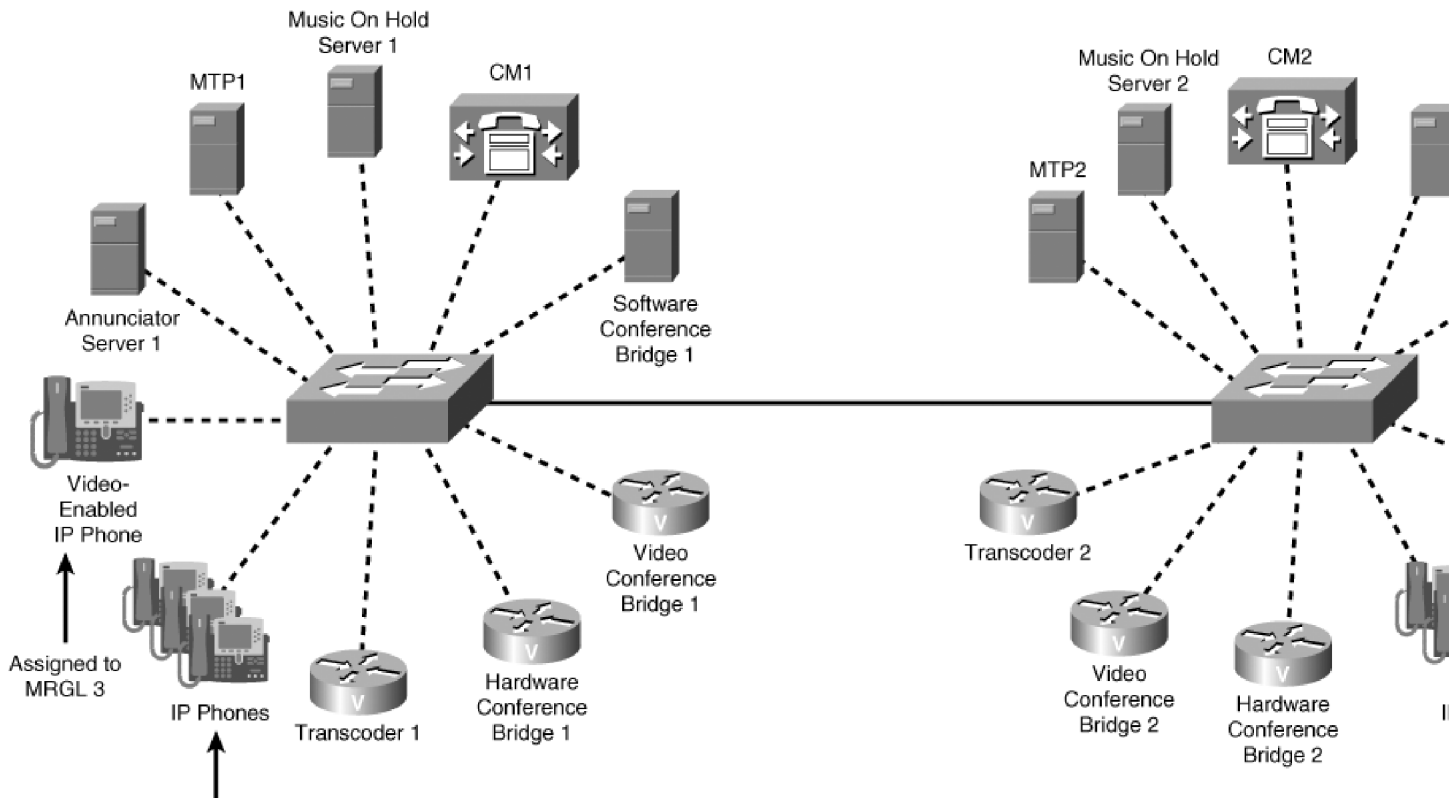 Music On Hold
Server 1
MTP1
CM1
Annunciator
Server 1
Software
Conference
Bridge 1
Video-
Enabled
IP Phone
Assigned to
MRGL 3
IP Phones
V
Transcoder 1
V
Hardware
Conference
Bridge 1
V
Video
Conference
Bridge 1
Music On Hold
Server 2
CM2
MTP2
V
Transcoder 2
V
Video
Conference
Bridge 2
V
Hardware
Conference
Bridge 2